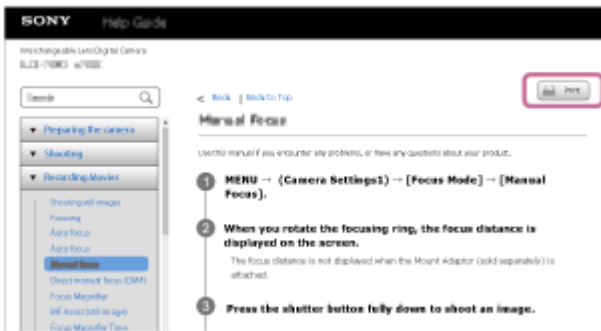 SONY Help Guide
Interchangeable Lens Digital Camera
Search
Print
Back | Back to Top
Manual Focus
Preparing the camera
Shooting
Recording Movies
Use this manual if you encounter any problems, or have any questions about your product.
1 MENU → (Camera Settings1) → [Focus Mode] → [Manual
Focus].
2 When you rotate the focusing ring, the focus distance is
displayed on the screen.
The focus distance is not displayed when the Mount Adaptor (sold separately) is
attached.
3 Press the shutter button fully down to shoot an image.
Shooting still images
Focusing
Auto focus
Auto focus
Manual focus
Direct manual focus (DMF)
Focus Magnifier
MF Assist (still image)
Focus Magnifier Time